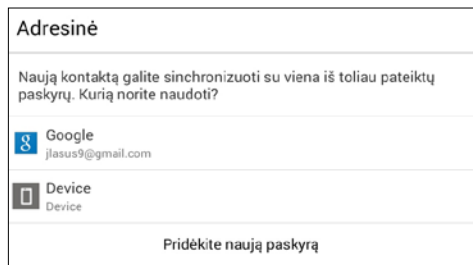 Adresinė
Naują kontaktą galite sinchronizuoti su viena iš toliau pateiktų
paskyrų. Kurią norite naudoti?
Google
jlasus9@gmail.com
Device
Device
Pridėkite naują paskyrą